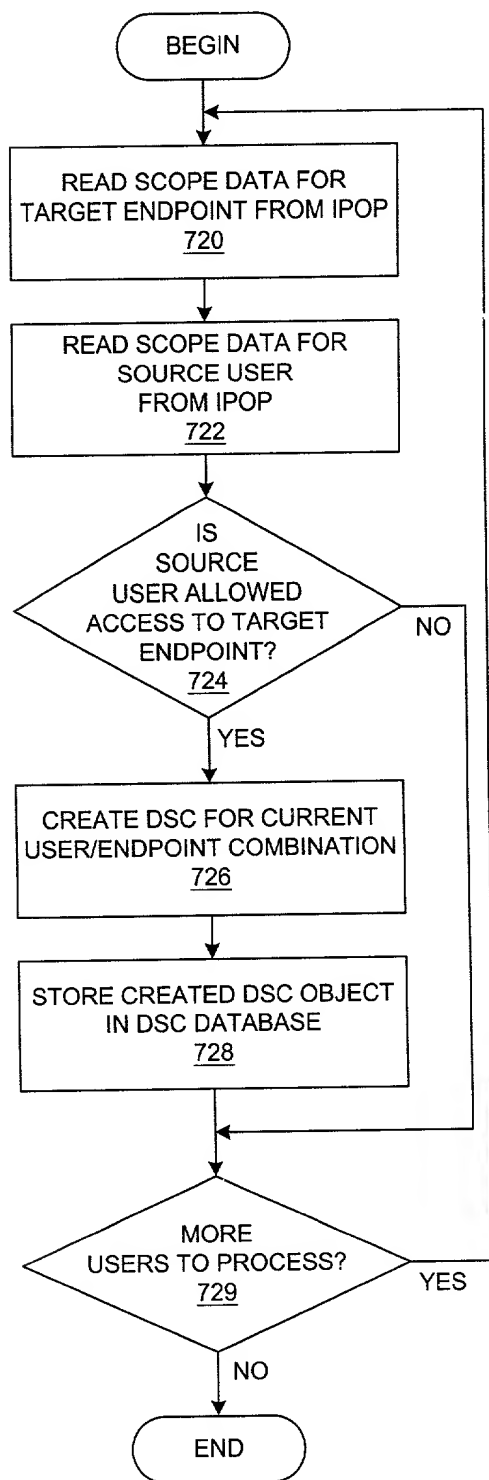 BEGIN
READ SCOPE DATA FOR
TARGET ENDPOINT FROM IPOP
720
READ SCOPE DATA FOR
SOURCE USER
FROM IPOP
722
IS
SOURCE
USER ALLOWED
ACCESS TO TARGET
ENDPOINT?
724
NO
YES
CREATE DSC FOR CURRENT
USER/ENDPOINT COMBINATION
726
STORE CREATED DSC OBJECT
IN DSC DATABASE
728
MORE
USERS TO PROCESS?
729
YES
NO
END